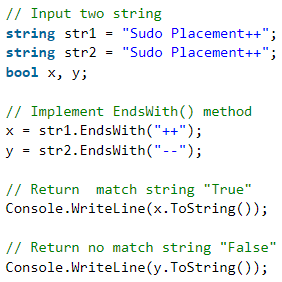 // Input two string
string str1 = "Sudo Placement++";
string str2 = "Sudo Placement++";
bool x, y;
// Implement EndsWith() method
x = str1.EndsWith("++");
y = str2.EndsWith("--");
// Return  match string "True"
Console.WriteLine(x.ToString());
// Return no match string "False"
Console.WriteLine(y.ToString());